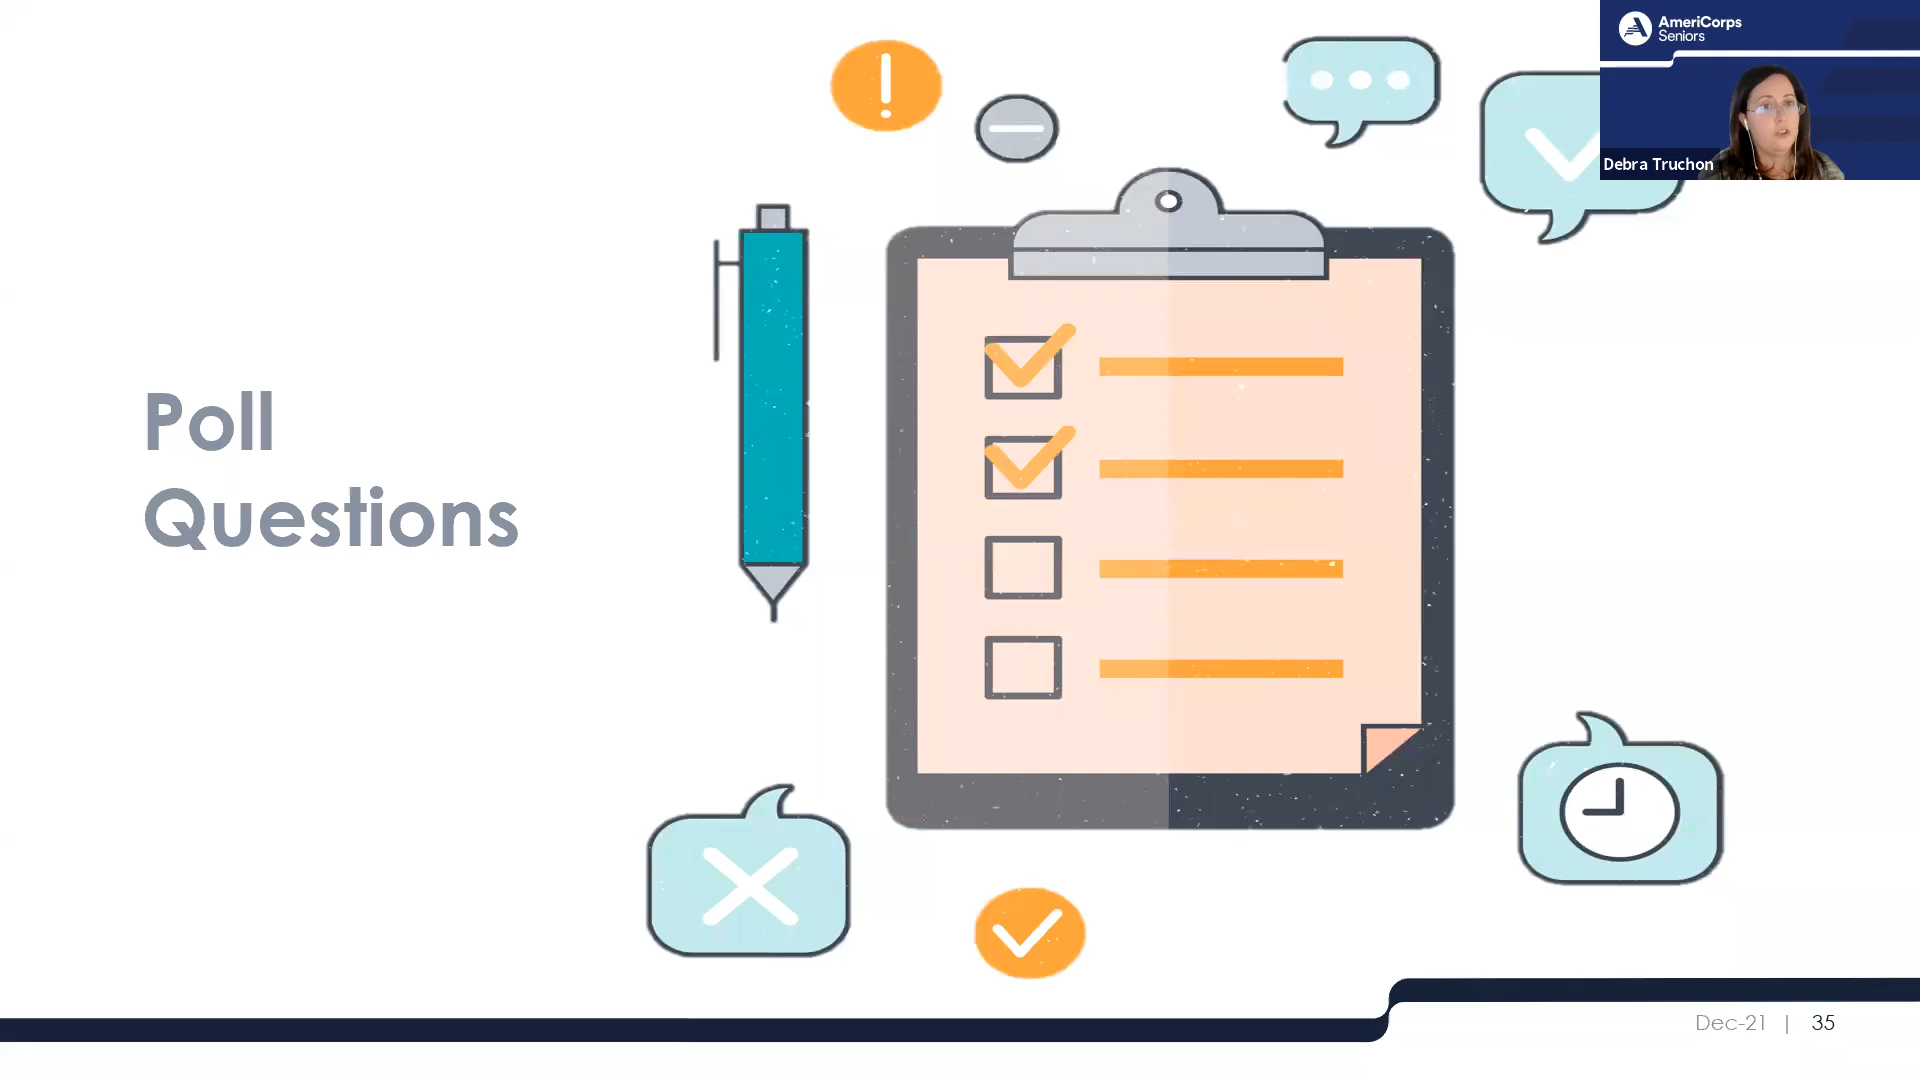 AmeriCorps
Seniors
Debra Truchon
Poll
Questions
Dec-21 | 35